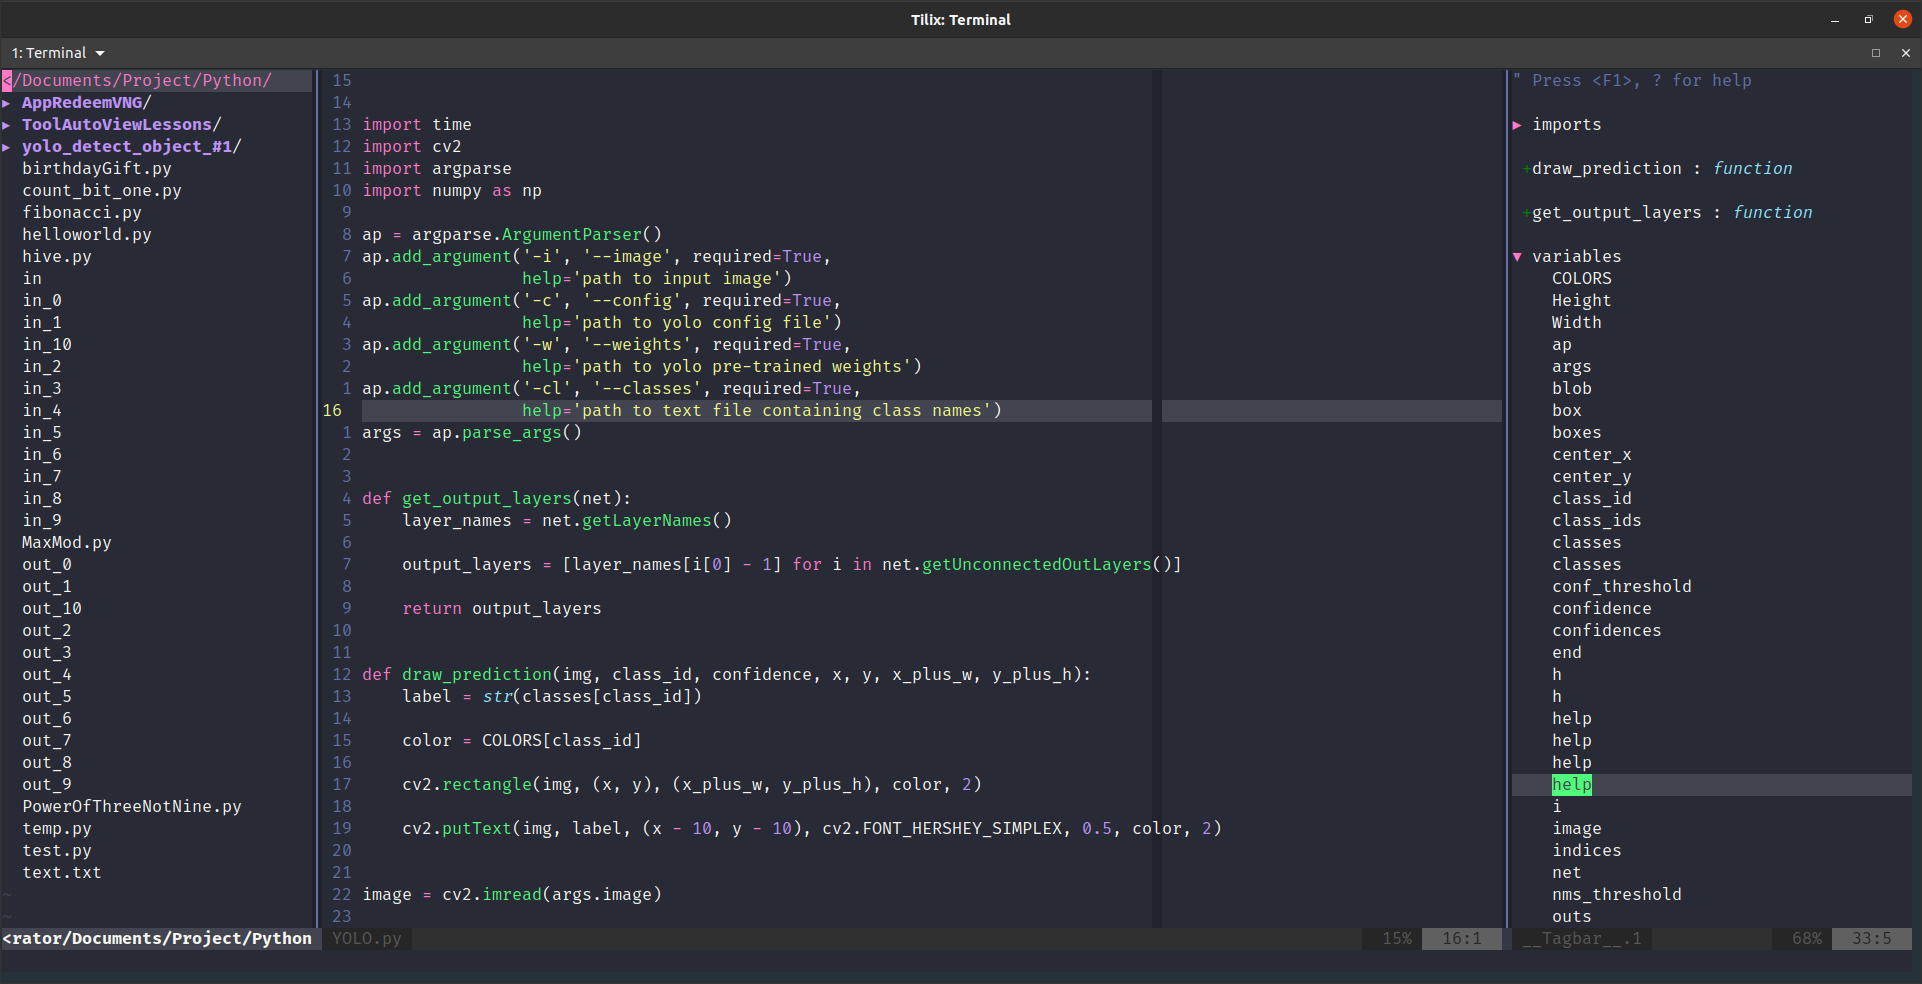 Tilix: Terminal
1: Terminal
</Documents/Project/Python/
▸ AppRedeemVNG/
▸ ToolAutoViewLessons/
▸ yolo_detect_object_#1/
birthdayGift.py
count_bit_one.py
fibonacci.py
helloworld.py
hive.py
in
in_0
in_1
in_10
in_2
in_3
in_4
in_5
in_6
in_7
in_8
in_9
MaxMod.py
out_0
out_1
out_10
out_2
out_3
out_4
out_5
out_6
out_7
out_8
out_9
PowerOfThreeNotNine.py
temp.py
test.py
text.txt
~
~
<rator/Documents/Project/Python
15
14
13 import time
12 import cv2
11 import argparse
10 import numpy as np
9
8 ap = argparse.ArgumentParser()
7 ap.add_argument('-i', '--image', required=True,
6                 help='path to input image')
5 ap.add_argument('-c', '--config', required=True,
4                 help='path to yolo config file')
3 ap.add_argument('-w', '--weights', required=True,
2                 help='path to yolo pre-trained weights')
1 ap.add_argument('-cl', '--classes', required=True,
16                 help='path to text file containing class names')
1 args = ap.parse_args()
2
3
4 def get_output_layers(net):
5     layer_names = net.getLayerNames()
6
7     output_layers = [layer_names[i[0] - 1] for i in net.getUnconnectedOutLayers()]
8
9     return output_layers
10
11
12 def draw_prediction(img, class_id, confidence, x, y, x_plus_w, y_plus_h):
13     label = str(classes[class_id])
14
15     color = COLORS[class_id]
16
17     cv2.rectangle(img, (x, y), (x_plus_w, y_plus_h), color, 2)
18
19     cv2.putText(img, label, (x - 10, y - 10), cv2.FONT_HERSHEY_SIMPLEX, 0.5, color, 2)
20
21
22 image = cv2.imread(args.image)
23
YOLO.py 15% 16:1
" Press <F1>, ? for help
▶ imports
+draw_prediction : function
+get_output_layers : function
▼ variables
COLORS
Height
Width
ap
args
blob
box
boxes
center_x
center_y
class_id
class_ids
classes
classes
conf_threshold
confidence
confidences
end
h
h
help
help
help
help
i
image
indices
net
nms_threshold
outs
__Tagbar__.1 68% 33:5